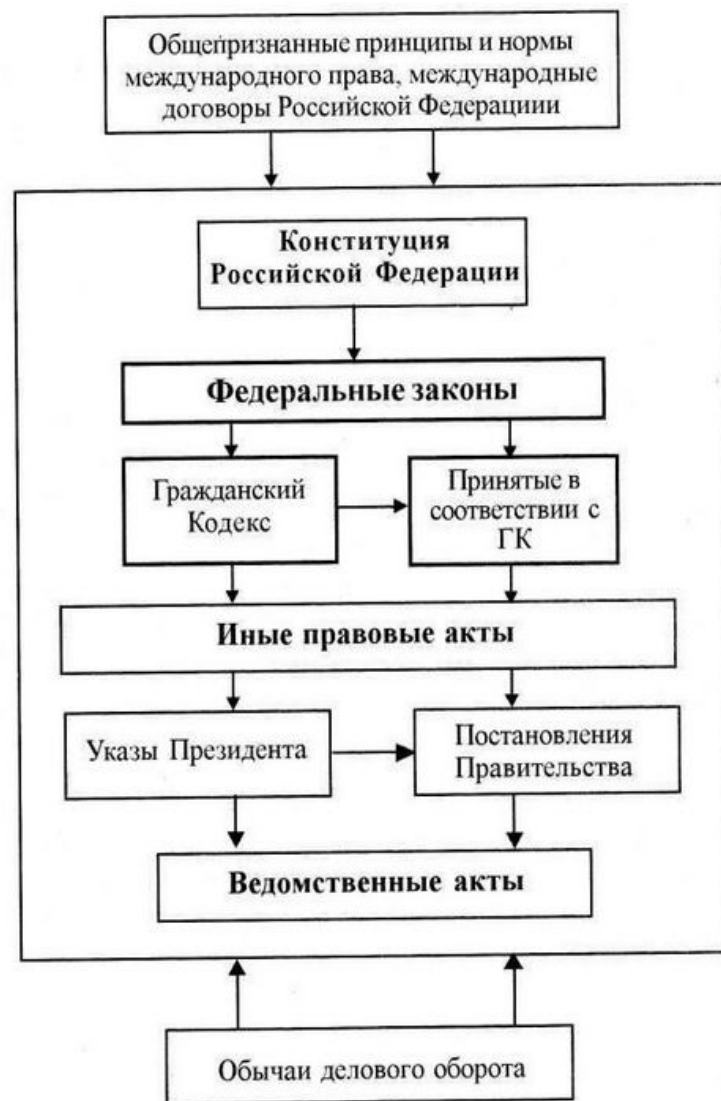 Общепризнанные принципы и нормы
международного права, международные
договоры Российской Федерациии
Конституция
Российской Федерации
Федеральные законы
Гражданский
Кодекс
Принятые в
соответствии с
ГК
Иные правовые акты
Указы Президента
Постановления
Правительства
Ведомственные акты
Обычаи делового оборота